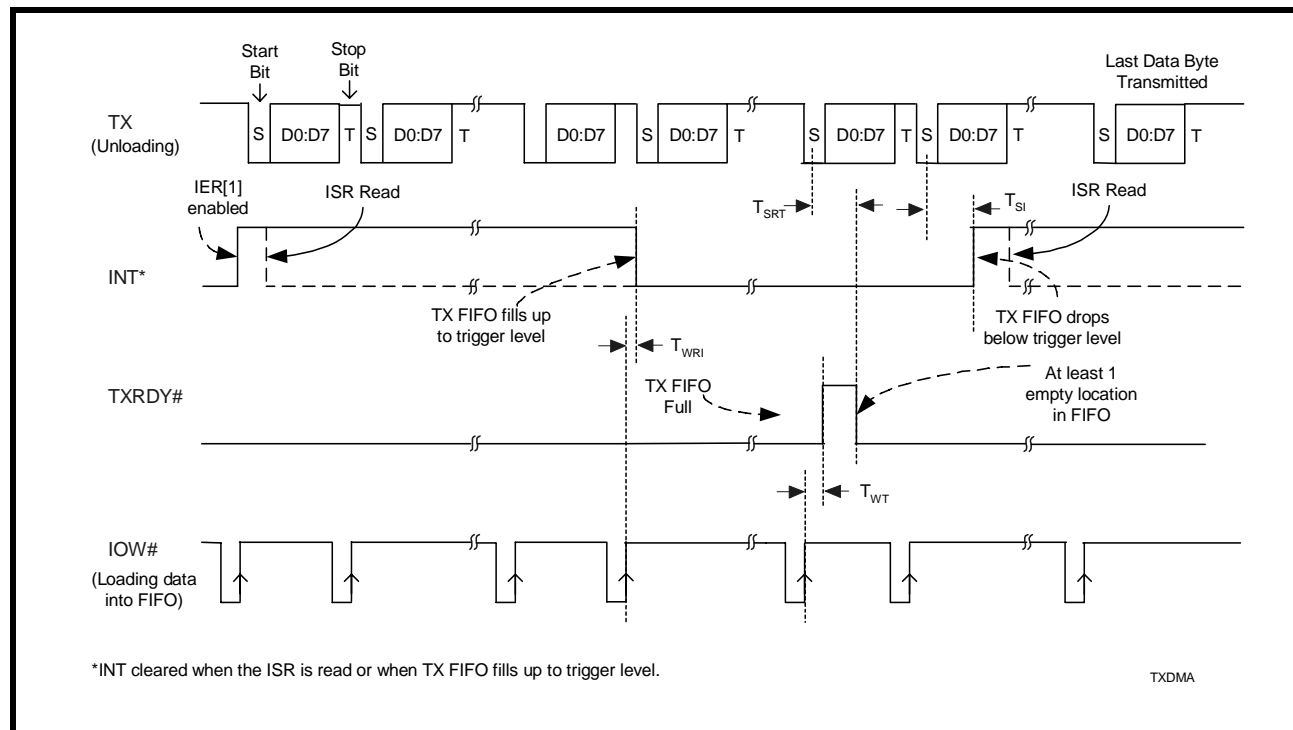 Start
Bit
Stop
Bit
Last Data Byte
Transmitted
TX
(Unloading)
S D0:D7 T S D0:D7 T D0:D7 S D0:D7 T S D0:D7 T S D0:D7 T S D0:D7 T
IER[1]
enabled
ISR Read
TSRT
TSI
ISR Read
INT*
TX FIFO fills up
to trigger level
TX FIFO drops
below trigger level
TWRI
TXRDY#
TX FIFO
Full
At least 1
empty location
in FIFO
TWT
IOW#
(Loading data
into FIFO)
*INT cleared when the ISR is read or when TX FIFO fills up to trigger level.
TXDMA